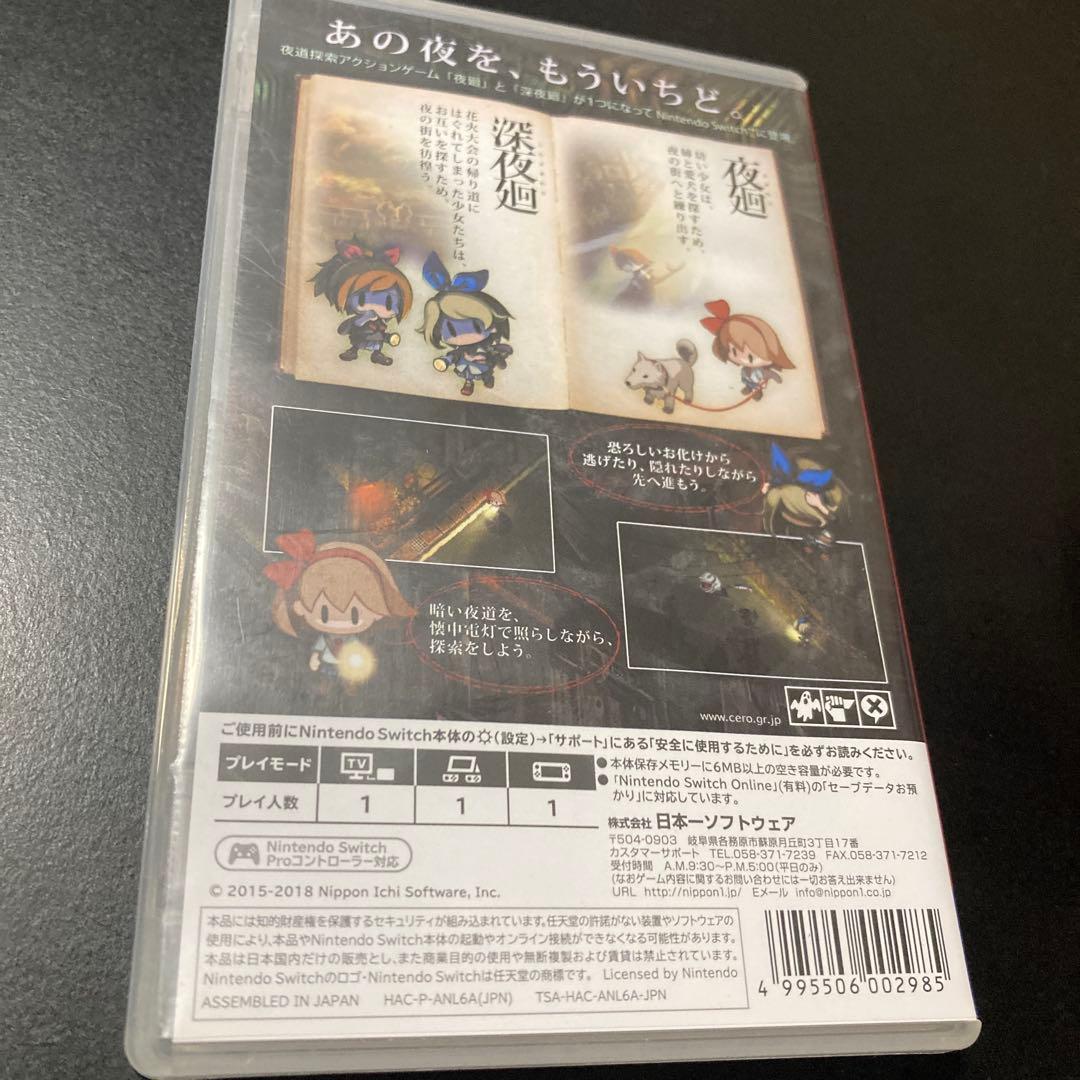 あの夜を、もういちど。
夜道探索アクションゲーム「夜廻」と「深夜廻」が1つになって Nintendo Switch™に登場
夜廻
幼い少女は、
姉と愛犬を探すため、
夜の街へと繰り出す。
深夜廻
花火大会の帰り道に
はぐれてしまった少女たちは、
お互いを探すため、
夜の街を彷徨う。
恐ろしいお化けから
逃げたり、隠れたりしながら
先へ進もう。
暗い夜道を、
懐中電灯で照らしながら、
探索をしよう。
www.cero.gr.jp
ご使用前にNintendo Switch本体の(設定)→「サポート」にある「安全に使用するために」を必ずお読みください。
プレイモード TV
プレイ人数 1 1 1
●本体保存メモリーに6MB以上の空き容量が必要です。
●「Nintendo Switch Online」(有料)の「セーブデータお預
かり」に対応しています。
Nintendo Switch
Proコントローラー対応
株式会社 日本一ソフトウェア
〒504-0903 岐阜県各務原市蘇原月丘町3丁目17番
カスタマーサポート TEL.058-371-7239 FAX.058-371-7212
受付時間 A.M.9:30~P.M.5:00(平日のみ)
(なおゲーム内容に関するお問い合わせには一切お答え出来ません)
URL http://nippon1.jp/ Eメール info@nippon1.co.jp
© 2015-2018 Nippon Ichi Software, Inc.
本品には知的財産権を保護するセキュリティが組み込まれています。任天堂の許諾がない装置やソフトウェアの
使用により、本品やNintendo Switch本体の起動やオンライン接続ができなくなる可能性があります。
本品は日本国内だけの販売とし、また商業目的の使用や無断複製および賃貸は禁止されています。
Nintendo Switchのロゴ・Nintendo Switchは任天堂の商標です。 Licensed by Nintendo
ASSEMBLED IN JAPAN HAC-P-ANL6A(JPN) TSA-HAC-ANL6A-JPN
4 995506 002985